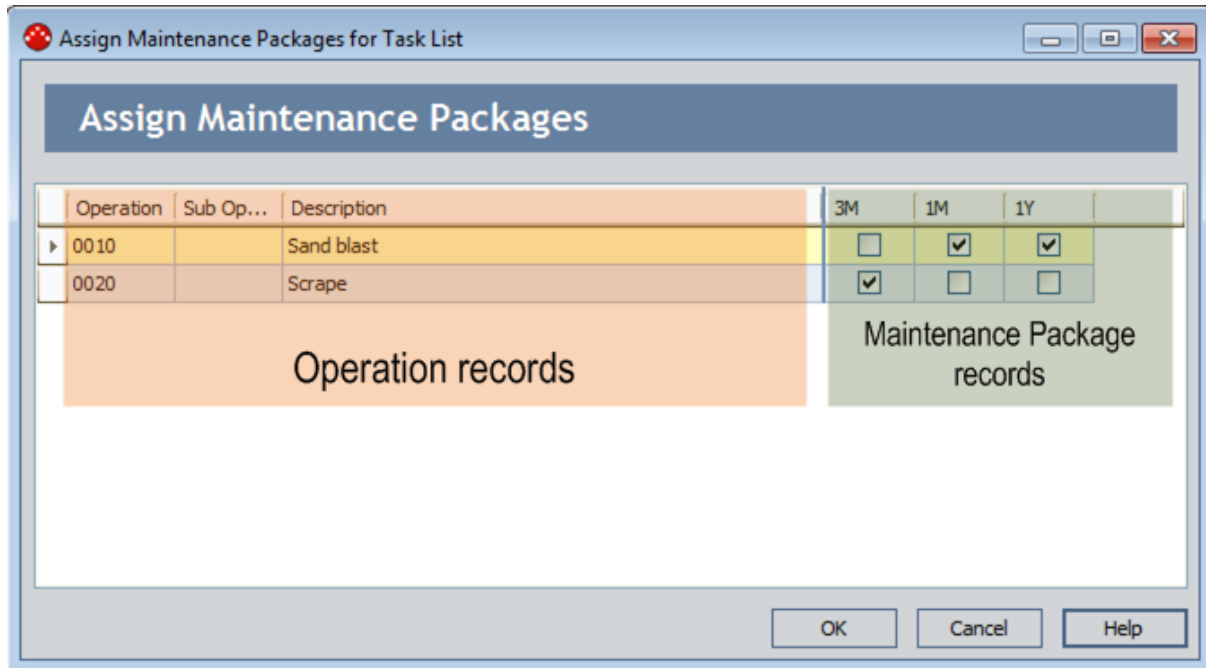 Assign Maintenance Packages for Task List
Assign Maintenance Packages
Operation Sub Op... Description 3M 1M 1Y
0010 Sand blast
0020 Scrape
Operation records
Maintenance Package
records
OK Cancel Help